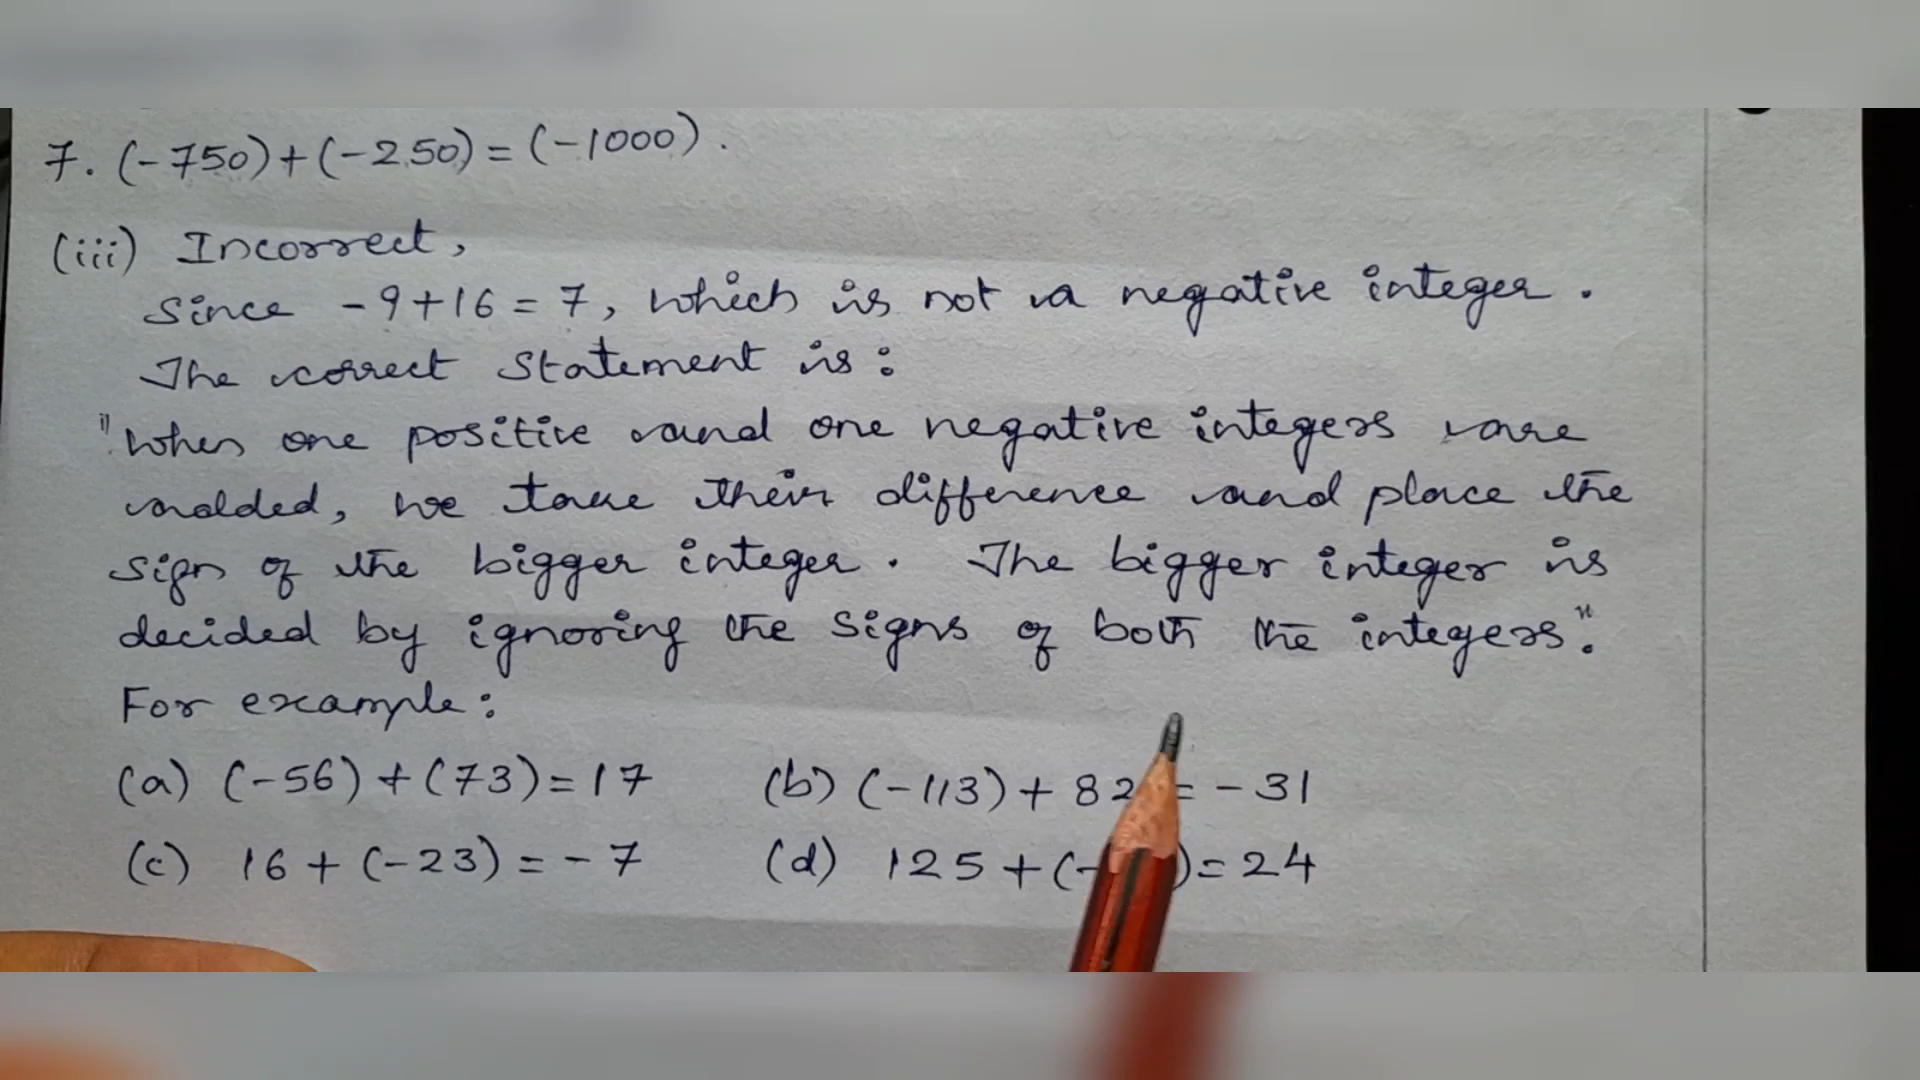 7. (-750)+(-250)=(-1000).
(iii) Incorrect,
Since -9+16=7, which is not a negative integer.
The correct statement is:
"When one positive and one negative integers are
added, we take their difference and place the
sign of the bigger integer. The bigger integer is
decided by ignoring the signs of both the integers".
For example:
(a) (-56)+(73)=17 (b) (-113)+82=-31
(c) 16+(-23)=-7 (d) 125+(- )=24